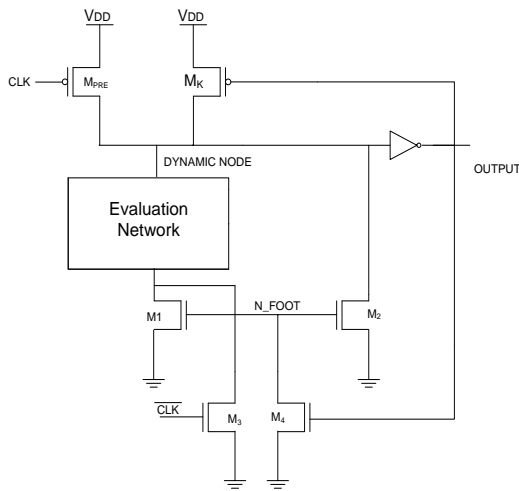 VDD VDD
CLK MPRE MK
DYNAMIC NODE OUTPUT
Evaluation
Network
M1 N_FOOT M2
CLK M3 M4